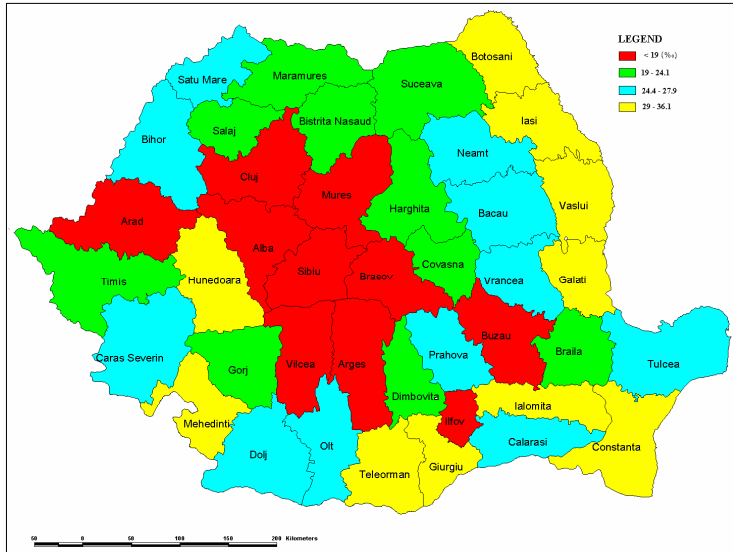 LEGEND
< 19 (‰)
19 - 24.1
24.4 - 27.9
29 - 36.1
Botosani
Satu Mare
Maramures
Suceava
Iasi
Salaj
Bistrita Nasaud
Bihor
Neamt
Cluj
Mures
Vaslui
Harghita
Bacau
Arad
Alba
Covasna
Sibiu
Brasov
Timis
Hunedoara
Vrancea
Galati
Buzau
Braila
Caras Severin
Prahova
Tulcea
Gorj
Vilcea
Arges
Dimbovita
Ialomita
Ilfov
Mehedinti
Calarasi
Constanta
Olt
Dolj
Giurgiu
Teleorman
50 0 50 100 150 200 Kilometers